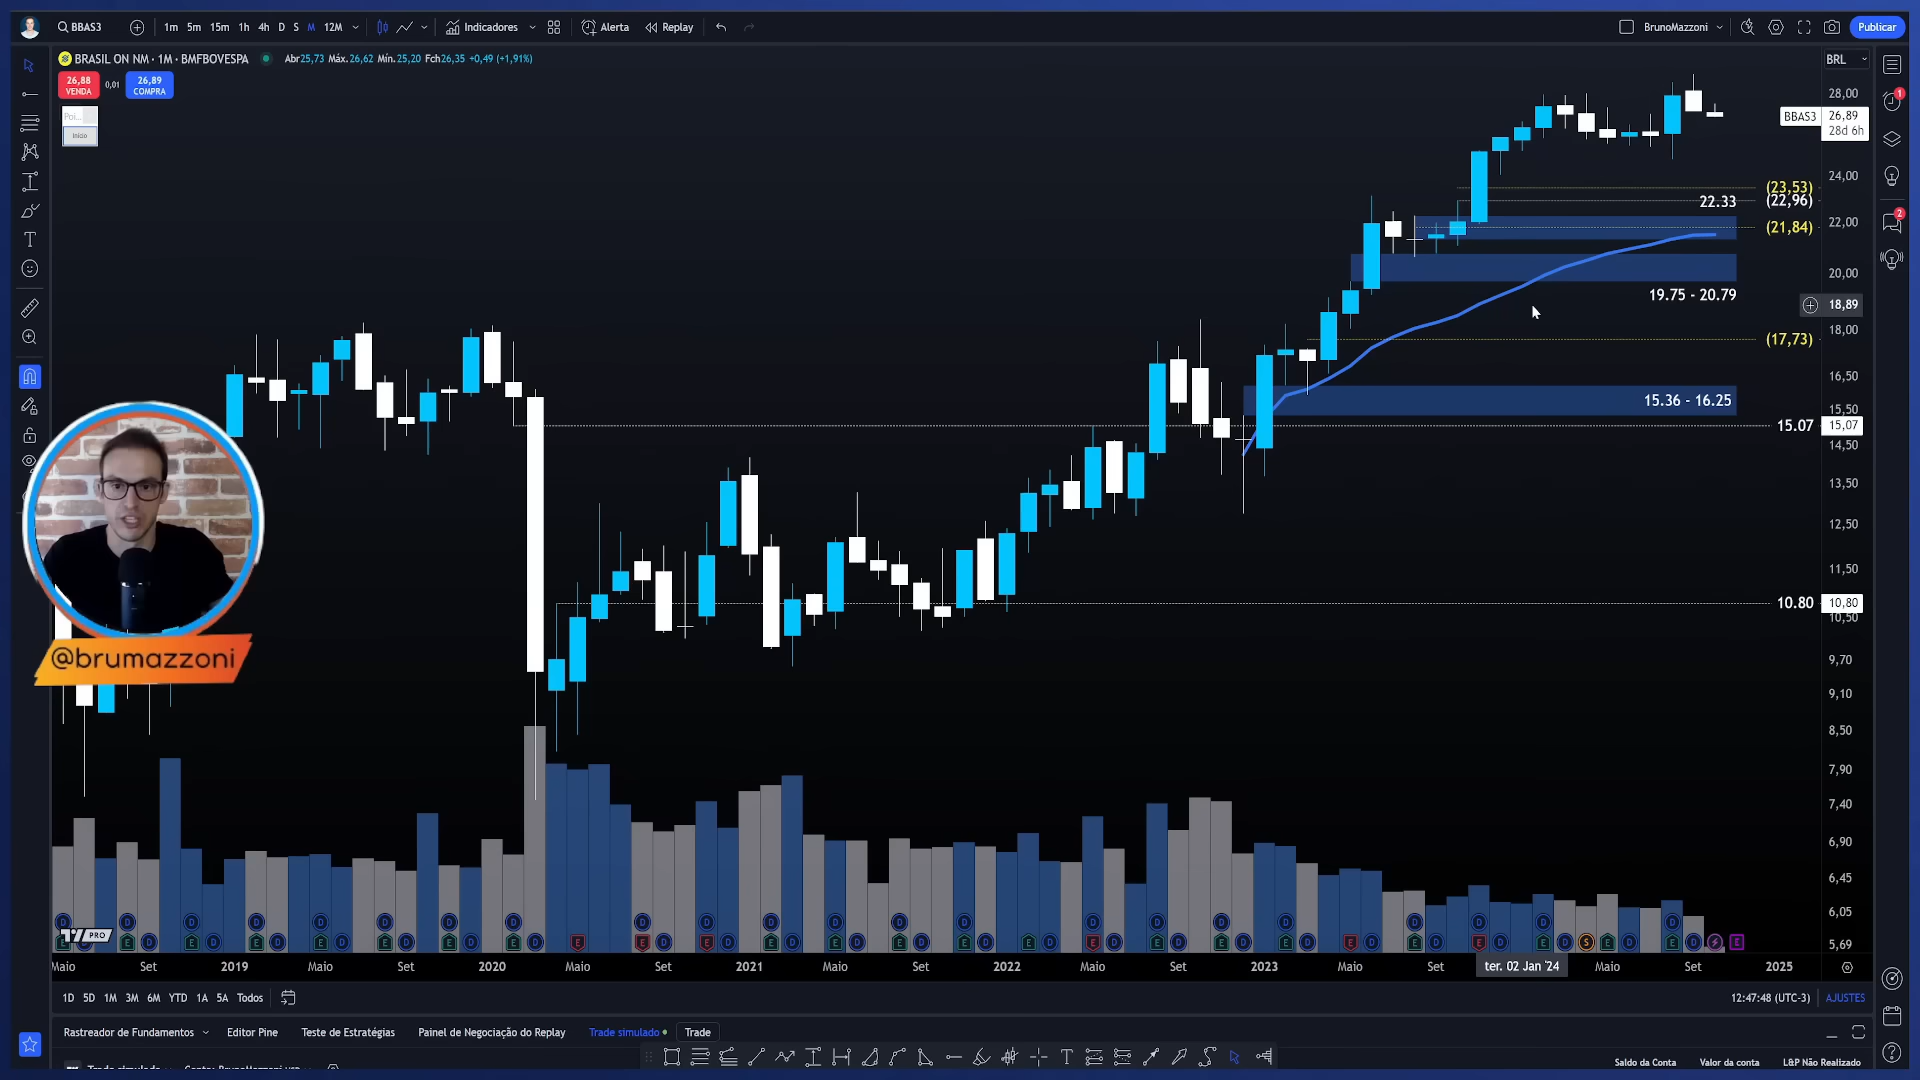 BBAS3
1m 5m 15m 1h 4h D S M 12M
Indicadores
Alerta
Replay
BrunoMazzoni
Publicar
BRASIL ON NM · 1M · BMFBOVESPA
Abr25,73 Máx.26,62 Mín.25,20 Fch26,35 +0,49 (+1,91%)
BRL
26,88
VENDA
0,01
26,89
COMPRA
Poi...
Início
28,00
BBAS3
26,89
28d 6h
24,00
(23,53)
22.33
(22,96)
22,00
(21,84)
20,00
19.75 - 20.79
18,89
18,00
(17,73)
16,50
15.36 - 16.25
15,50
15.07
15,07
14,50
13,50
12,50
11,50
10.80
10,80
10,50
9,70
9,10
8,50
7,90
7,40
6,90
6,45
6,05
5,69
@brumazzoni
PRO
Maio Set 2019 Maio Set 2020 Maio Set 2021 Maio Set 2022 Maio Set 2023 Maio Set ter. 02 Jan '24 Maio Set 2025
1D 5D 1M 3M 6M YTD 1A 5A Todos
12:47:48 (UTC-3)
AJUSTES
Rastreador de Fundamentos
Editor Pine
Teste de Estratégias
Painel de Negociação do Replay
Trade simulado
Trade
Saldo da Conta
Valor da conta
L&P Não Realizado